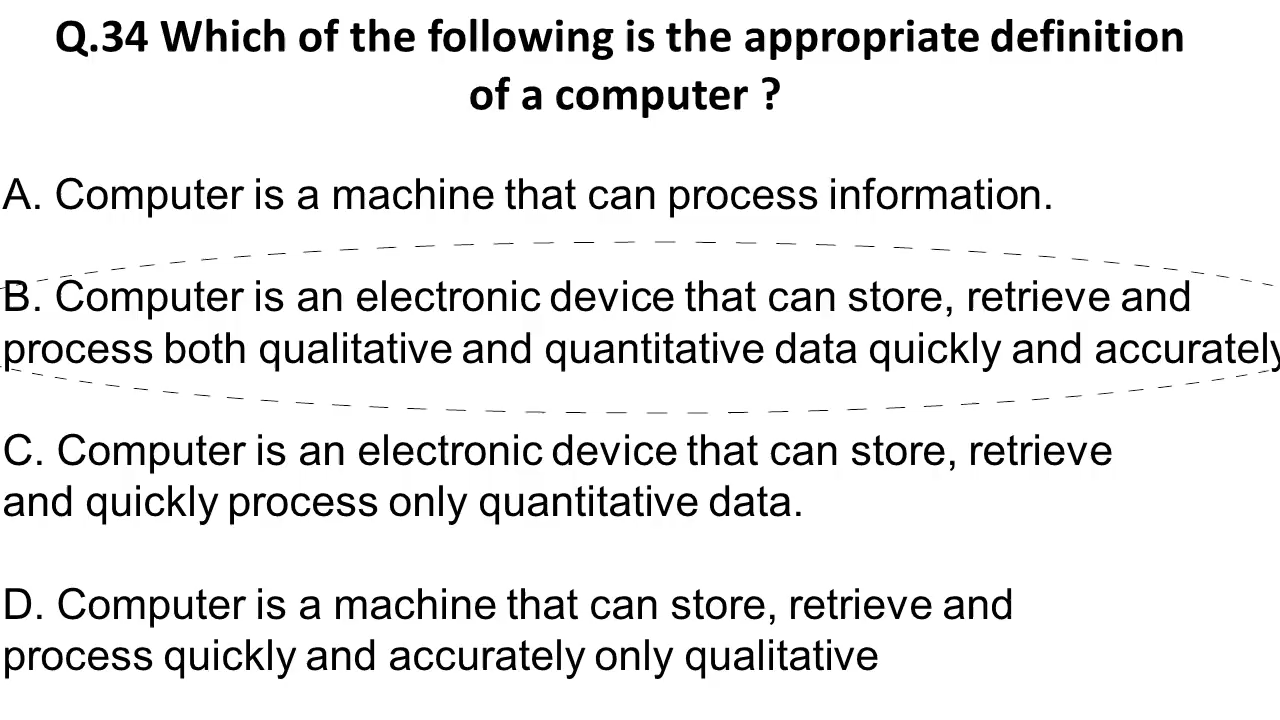 Q.34 Which of the following is the appropriate definition
of a computer ?
A. Computer is a machine that can process information.
B. Computer is an electronic device that can store, retrieve and
process both qualitative and quantitative data quickly and accurately
C. Computer is an electronic device that can store, retrieve
and quickly process only quantitative data.
D. Computer is a machine that can store, retrieve and
process quickly and accurately only qualitative